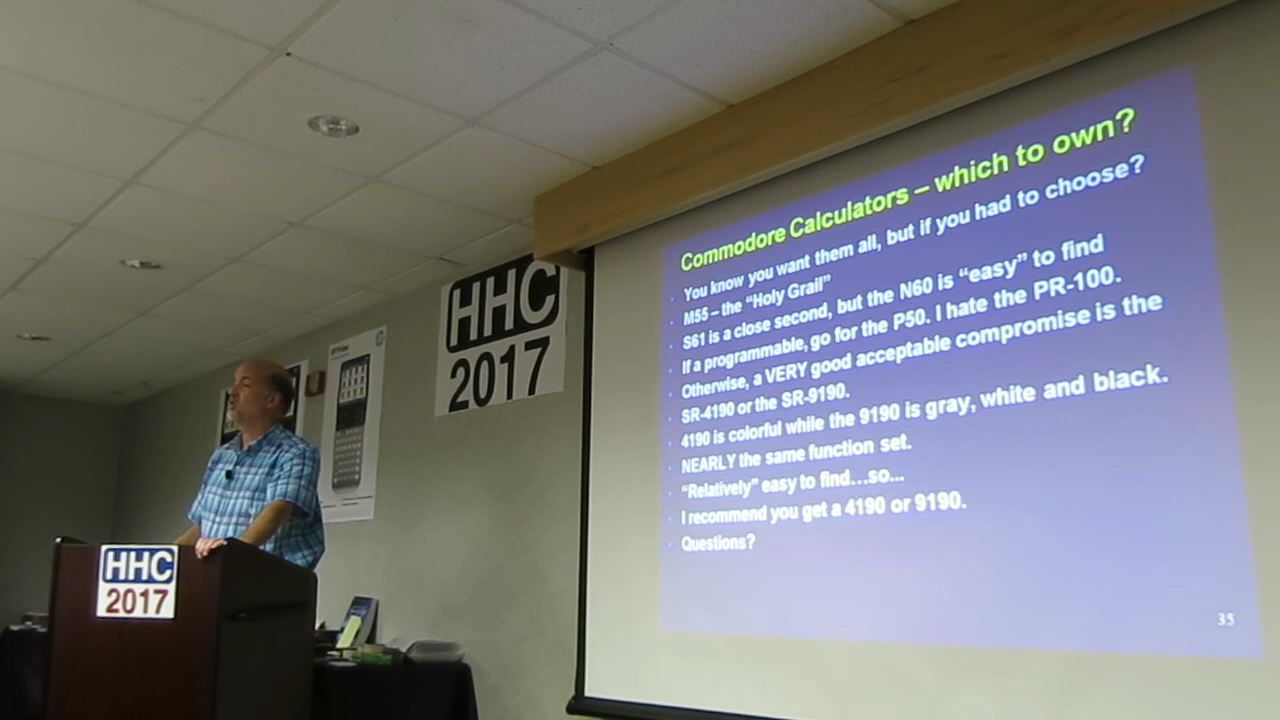 Commodore Calculators – which to own?
You know you want them all, but if you had to choose?
M55 – the “Holy Grail”
S61 is a close second, but the N60 is “easy” to find
If a programmable, go for the P50. I hate the PR-100.
Otherwise, a VERY good acceptable compromise is the
SR-4190 or the SR-9190.
4190 is colorful while the 9190 is gray, white and black.
NEARLY the same function set.
“Relatively” easy to find…so...
I recommend you get a 4190 or 9190.
Questions?
35
HHC
2017
HHC
2017